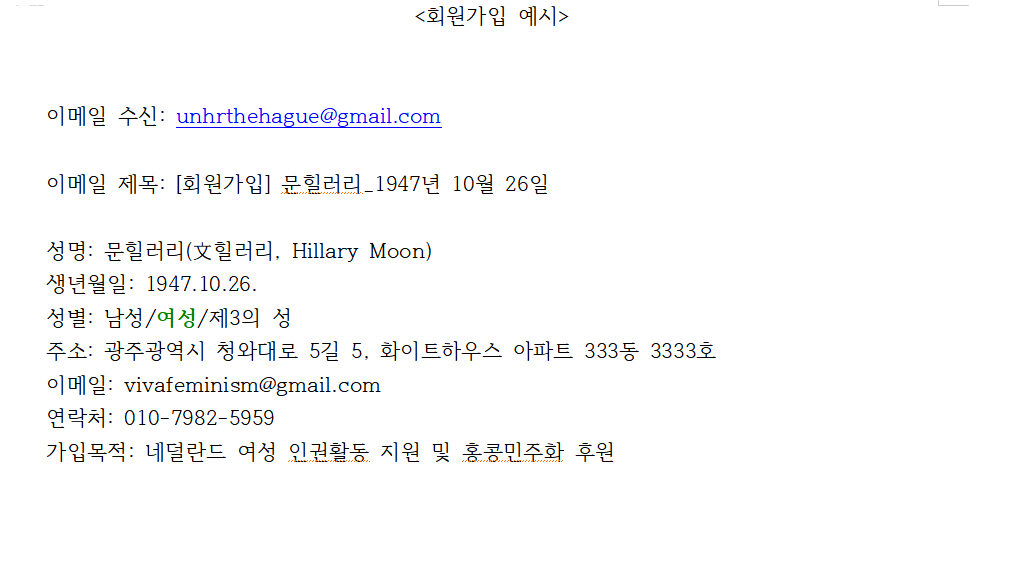 <회원가입 예시>
이메일 수신: unhrthehague@gmail.com
이메일 제목: [회원가입] 문힐러리_1947년 10월 26일
성명: 문힐러리(文힐러리, Hillary Moon)
생년월일: 1947.10.26.
성별: 남성/여성/제3의 성
주소: 광주광역시 청와대로 5길 5, 화이트하우스 아파트 333동 3333호
이메일: vivafeminism@gmail.com
연락처: 010-7982-5959
가입목적: 네덜란드 여성 인권활동 지원 및 홍콩민주화 후원